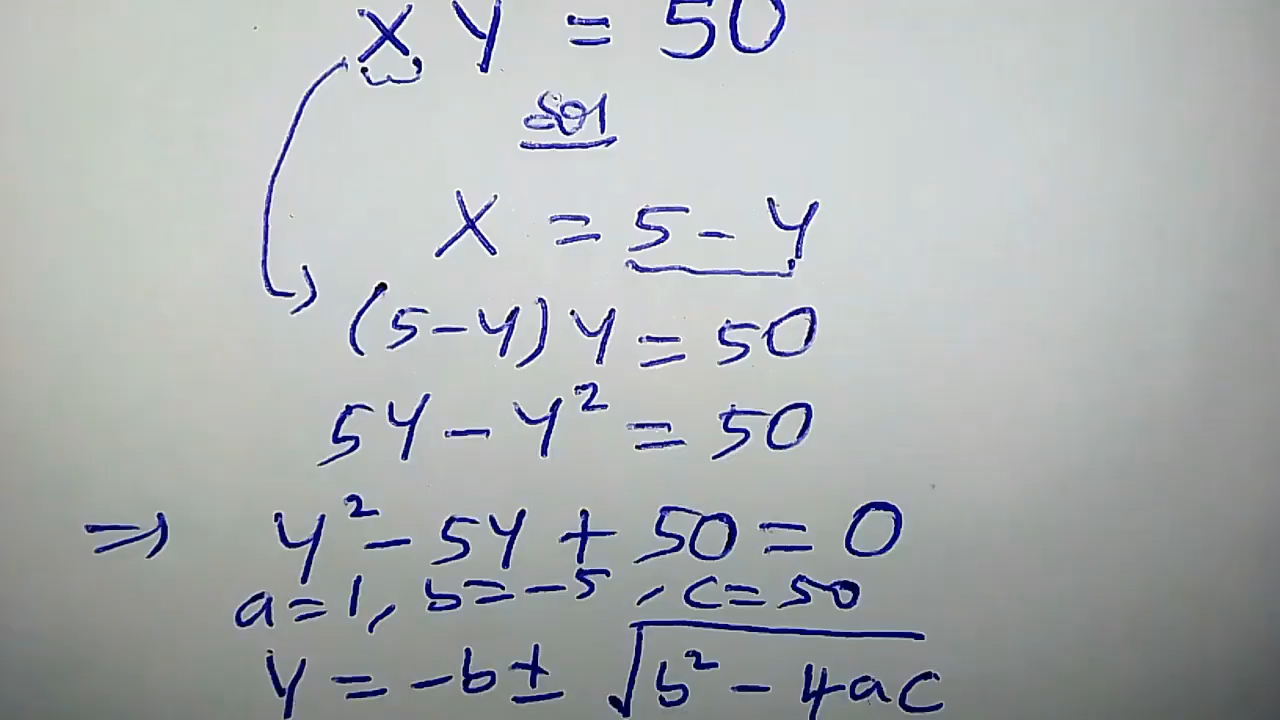 x y = 50
sol
x = 5 - y
(5-y) y = 50
5y - y² = 50
⇒ y² - 5y + 50 = 0
a=1, b=-5, c=50
y = -b ± √b² - 4ac